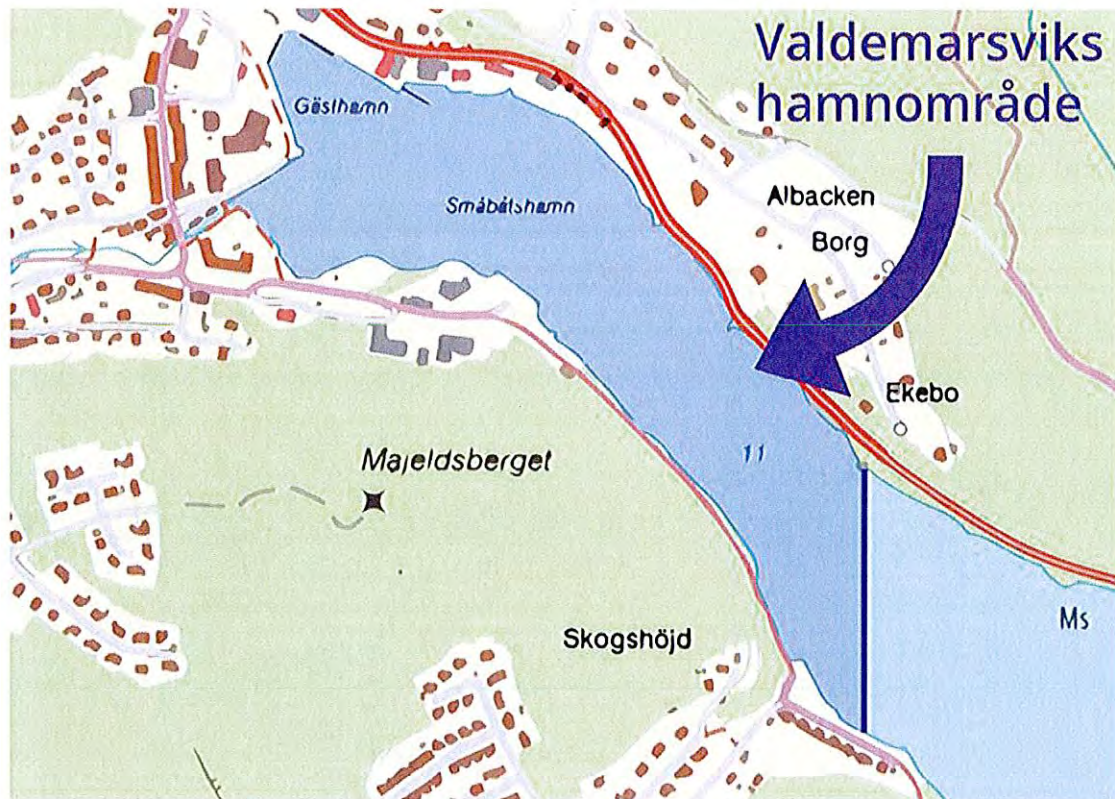 Valdemarsviks
hamnområde
Gästhamn
Småbåtshamn
Albacken
Borg
Ekebo
11
Majeldsberget
Skogshöjd
Ms